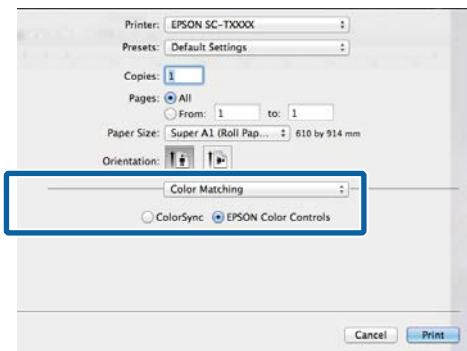 Printer: EPSON SC-TXXXX
Presets: Default Settings
Copies: 1
Pages: All
From: 1 to: 1
Paper Size: Super A1 (Roll Pap... 610 by 914 mm
Orientation:
Color Matching
ColorSync EPSON Color Controls
Cancel Print